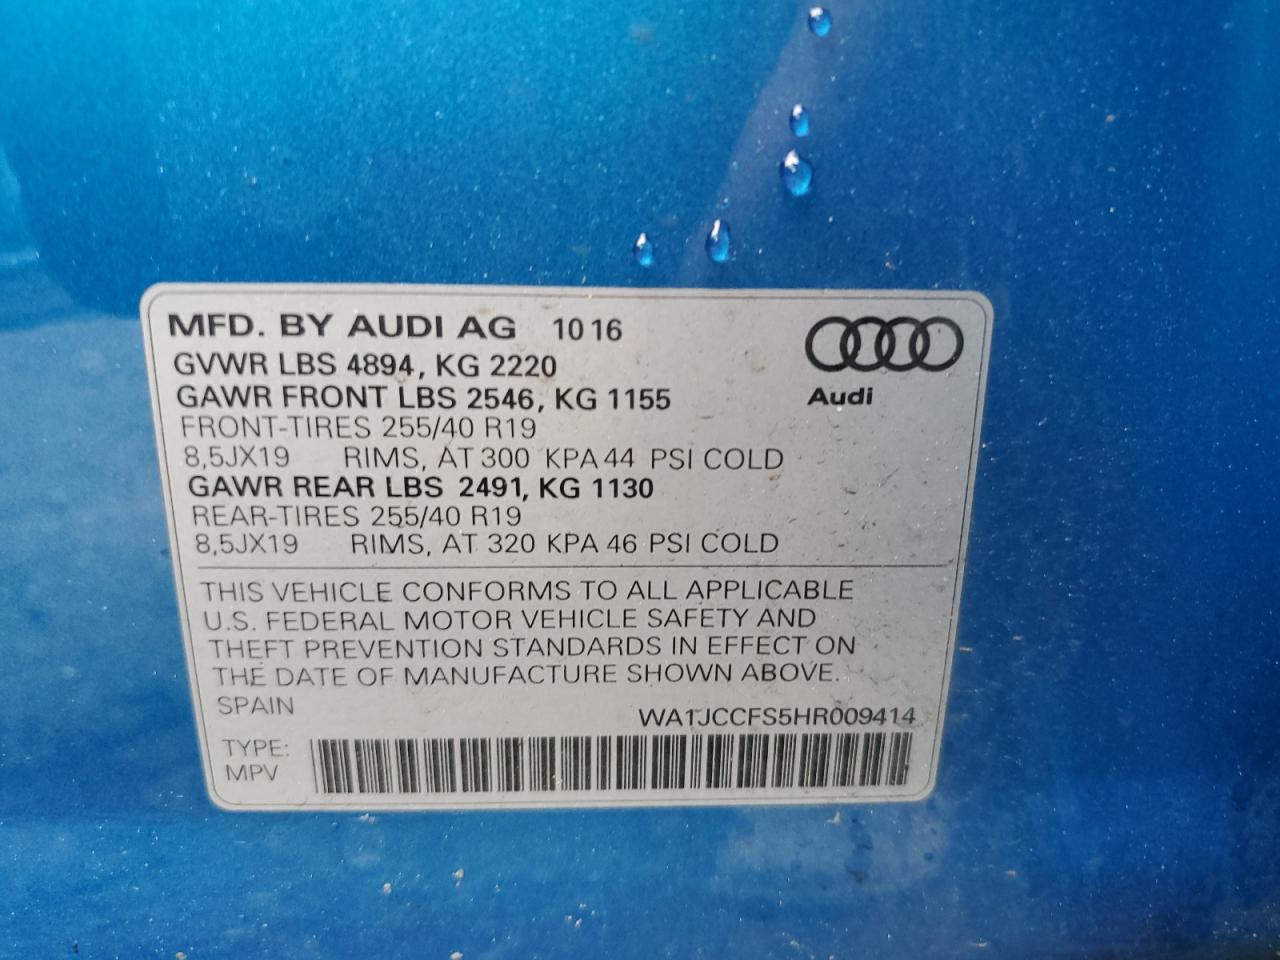 MFD. BY AUDI AG 10 16
GVWR LBS 4894, KG 2220
GAWR FRONT LBS 2546, KG 1155
FRONT-TIRES 255/40 R19
8,5JX19 RIMS, AT 300 KPA 44 PSI COLD
GAWR REAR LBS 2491, KG 1130
REAR-TIRES 255/40 R19
8,5JX19 RIMS, AT 320 KPA 46 PSI COLD
Audi
THIS VEHICLE CONFORMS TO ALL APPLICABLE
U.S. FEDERAL MOTOR VEHICLE SAFETY AND
THEFT PREVENTION STANDARDS IN EFFECT ON
THE DATE OF MANUFACTURE SHOWN ABOVE.
SPAIN
WA1JCCFS5HR009414
TYPE:
MPV